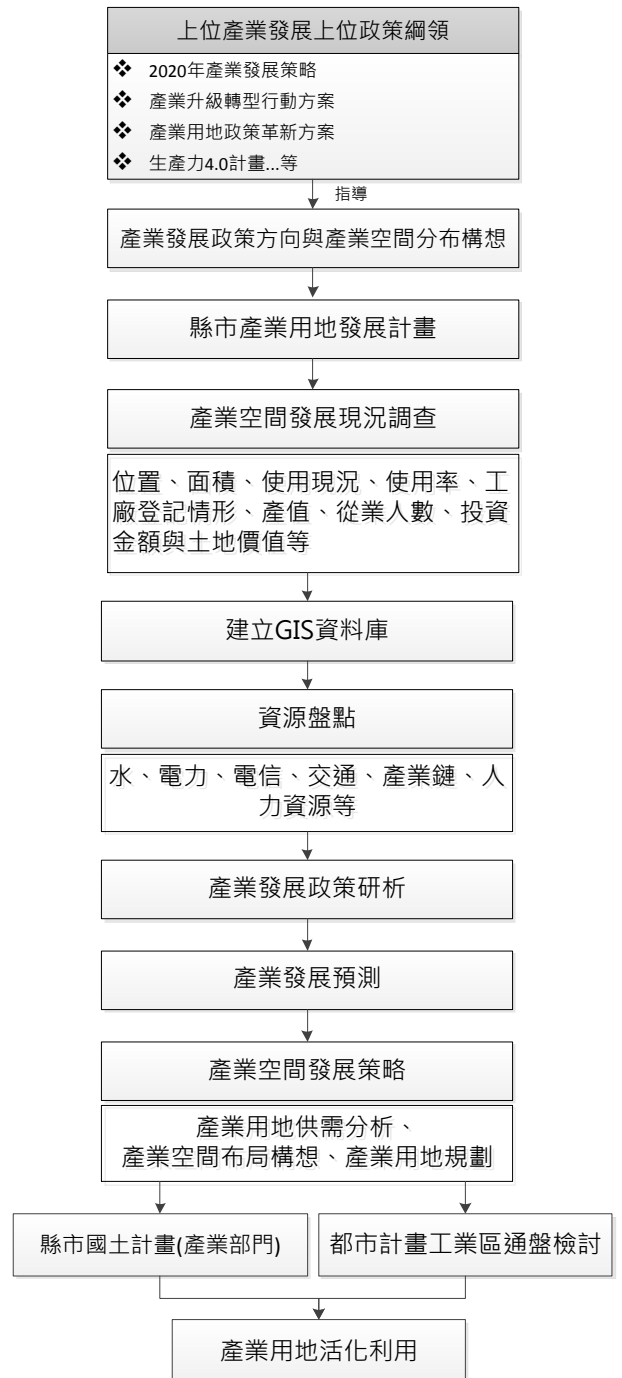 上位產業發展上位政策綱領
❖ 2020年產業發展策略
❖ 產業升級轉型行動方案
❖ 產業用地政策革新方案
❖ 生產力4.0計畫...等
指導
產業發展政策方向與產業空間分布構想
縣市產業用地發展計畫
產業空間發展現況調查
位置、面積、使用現況、使用率、工
廠登記情形、產值、從業人數、投資
金額與土地價值等
建立GIS資料庫
資源盤點
水、電力、電信、交通、產業鏈、人
力資源等
產業發展政策研析
產業發展預測
產業空間發展策略
產業用地供需分析、
產業空間布局構想、產業用地規劃
縣市國土計畫(產業部門)
都市計畫工業區通盤檢討
產業用地活化利用